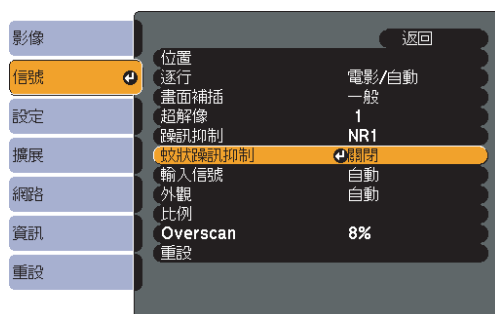 影像
信號
設定
擴展
網路
資訊
重設
返回
位置
逐行 電影/自動
畫面補插 一般
超解像 1
躁訊抑制 NR1
蚊狀躁訊抑制 關閉
輸入信號 自動
外觀 自動
比例
Overscan 8%
重設